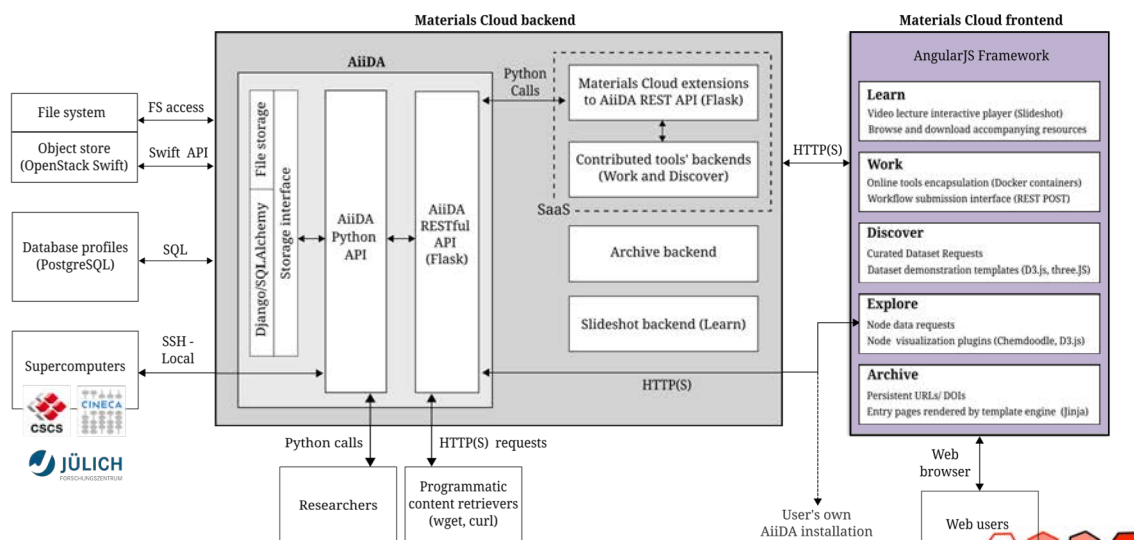 Materials Cloud backend
Materials Cloud frontend
File system
Object store
(OpenStack Swift)
Database profiles
(PostgreSQL)
Supercomputers
CSCS
CINECA
JÜLICH
FORSCHUNGSZENTRUM
FS access
Swift API
SQL
SSH -
Local
AiiDA
File storage
Django/SQLAlchemy
Storage interface
AiiDA
Python
API
AiiDA
RESTful
API
(Flask)
Python
Calls
Materials Cloud extensions
to AiiDA REST API (Flask)
Contributed tools' backends
(Work and Discover)
SaaS
Archive backend
Slideshot backend (Learn)
HTTP(S)
HTTP(S)
AngularJS Framework
Learn
Video lecture interactive player (Slideshot)
Browse and download accompanying resources
Work
Online tools encapsulation (Docker containers)
Workflow submission interface (REST POST)
Discover
Curated Dataset Requests
Dataset demonstration templates (D3.js, three.JS)
Explore
Node data requests
Node visualization plugins (Chemdoodle, D3.js)
Archive
Persistent URLs/ DOIs
Entry pages rendered by template engine (Jinja)
Python calls
HTTP(S) requests
Researchers
Programmatic
content retrievers
(wget, curl)
User's own
AiiDA installation
Web
browser
Web users